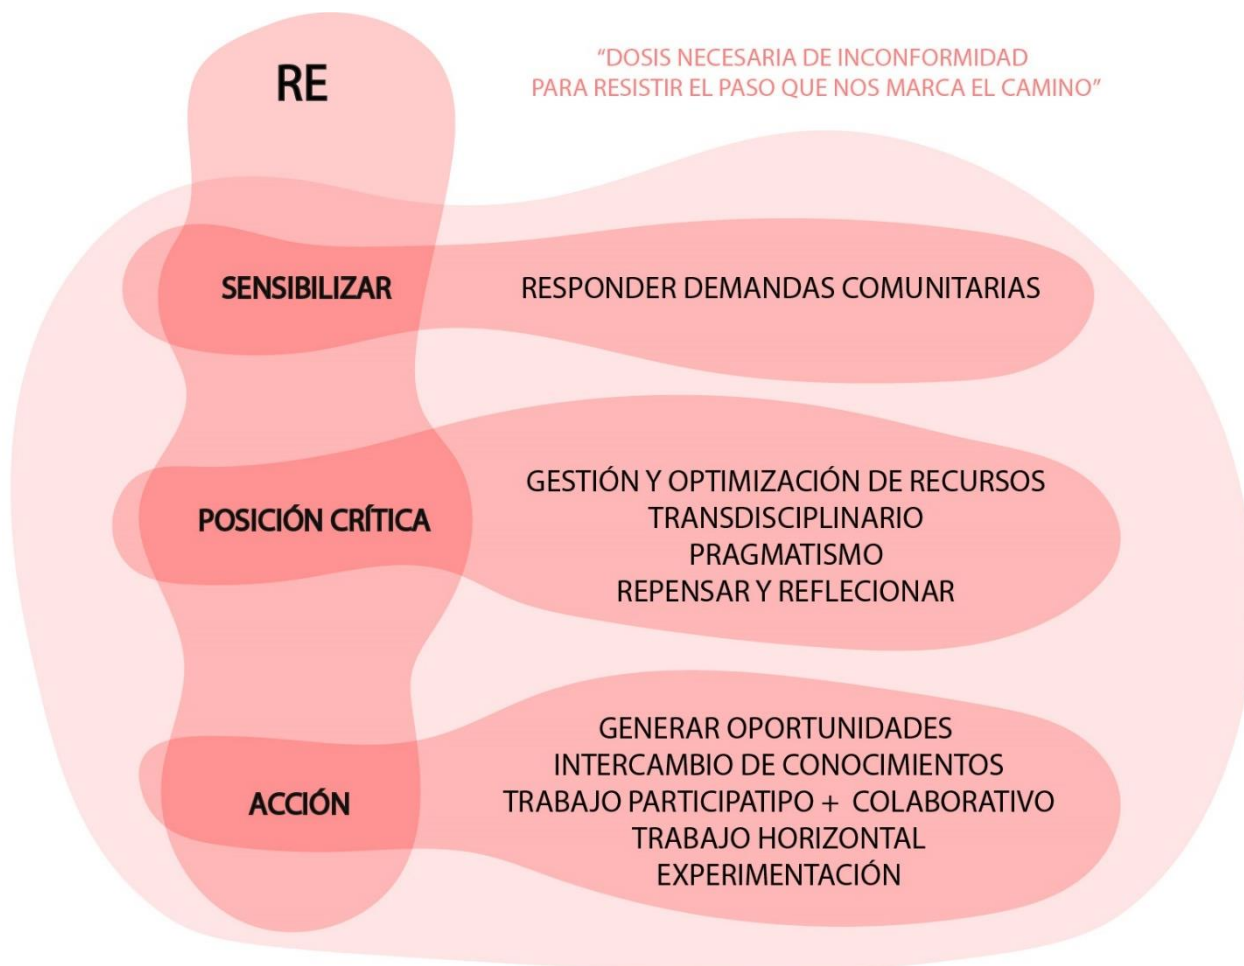 RE
"DOSIS NECESARIA DE INCONFORMIDAD
PARA RESISTIR EL PASO QUE NOS MARCA EL CAMINO"
SENSIBILIZAR
RESPONDER DEMANDAS COMUNITARIAS
POSICIÓN CRÍTICA
GESTIÓN Y OPTIMIZACIÓN DE RECURSOS
TRANSDISCIPLINARIO
PRAGMATISMO
REPENSAR Y REFLECIONAR
ACCIÓN
GENERAR OPORTUNIDADES
INTERCAMBIO DE CONOCIMIENTOS
TRABAJO PARTICIPATIPO + COLABORATIVO
TRABAJO HORIZONTAL
EXPERIMENTACIÓN